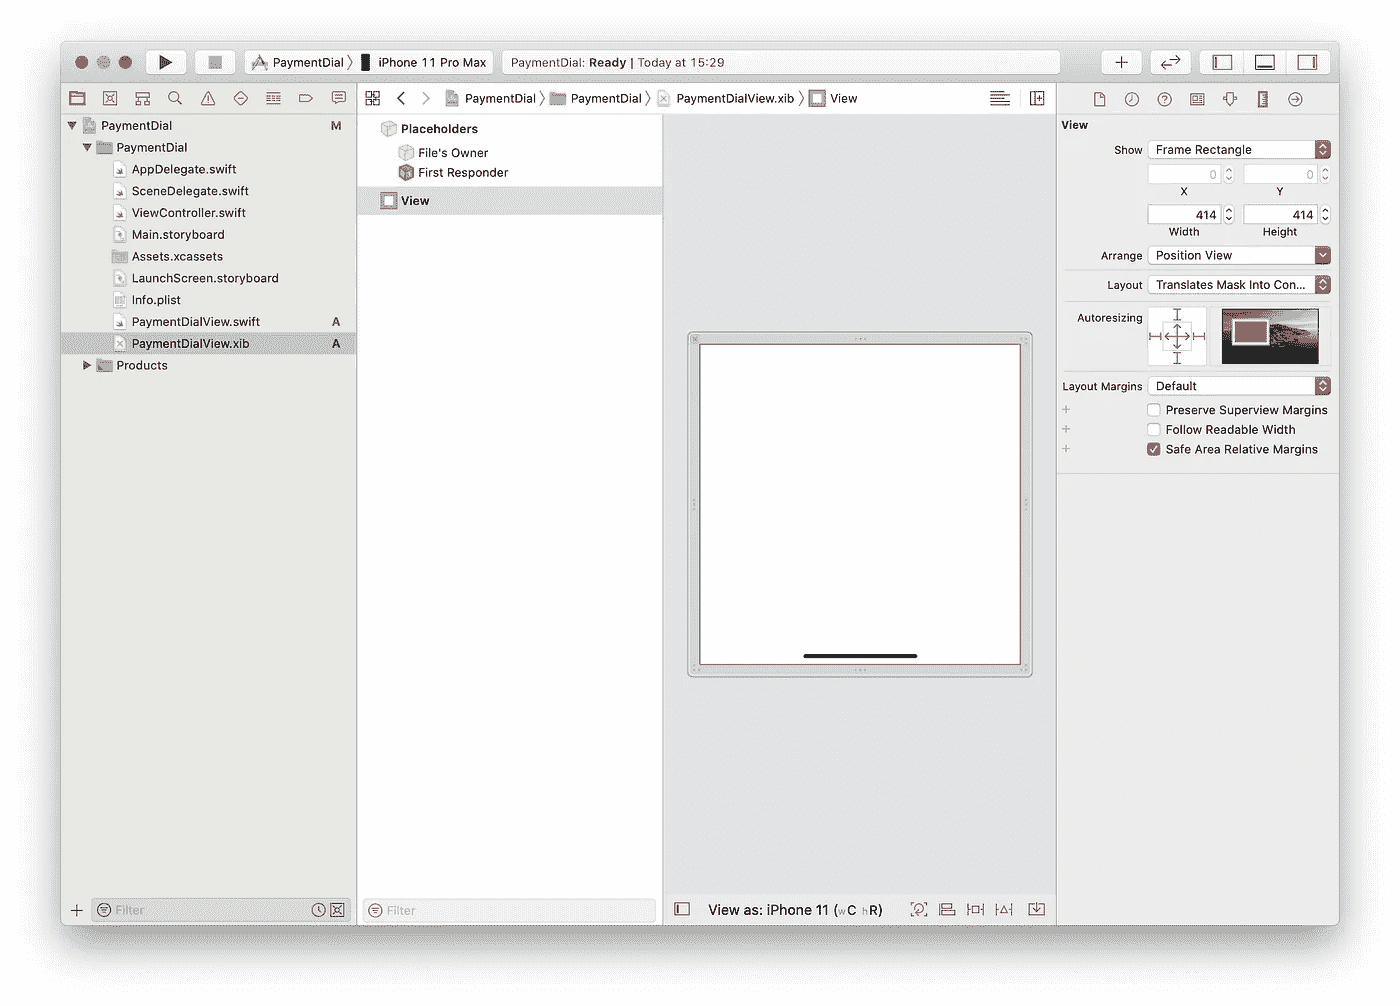 PaymentDial 〉 iPhone 11 Pro Max
PaymentDial: Ready | Today at 15:29
PaymentDial 〉 PaymentDial 〉 PaymentDialView.xib 〉 View
PaymentDial M
PaymentDial
AppDelegate.swift
SceneDelegate.swift
ViewController.swift
Main.storyboard
Assets.xcassets
LaunchScreen.storyboard
Info.plist
PaymentDialView.swift A
PaymentDialView.xib A
Products
Filter
Placeholders
File's Owner
First Responder
View
Filter
View as: iPhone 11 (wC hR)
View
Show Frame Rectangle
0 0
X Y
414 414
Width Height
Arrange Position View
Layout Translates Mask Into Con...
Autoresizing
Layout Margins Default
Preserve Superview Margins
Follow Readable Width
Safe Area Relative Margins